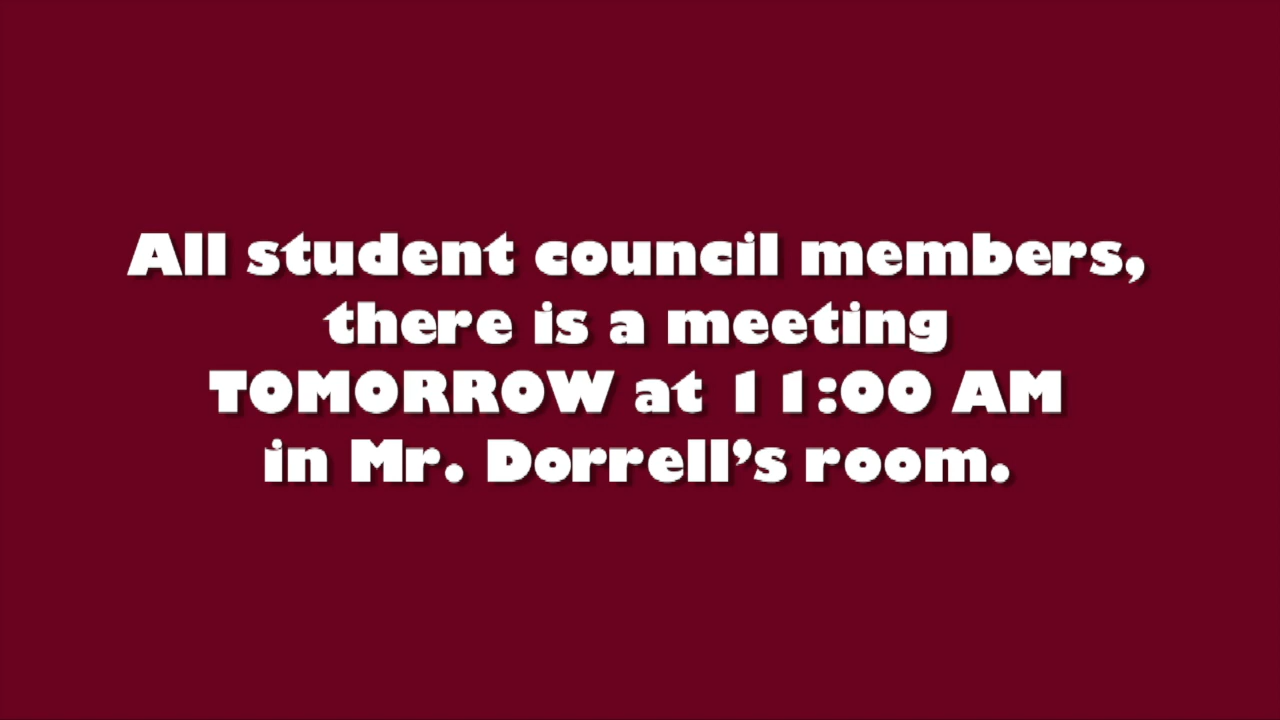 All student council members,
there is a meeting
TOMORROW at 11:00 AM
in Mr. Dorrell’s room.